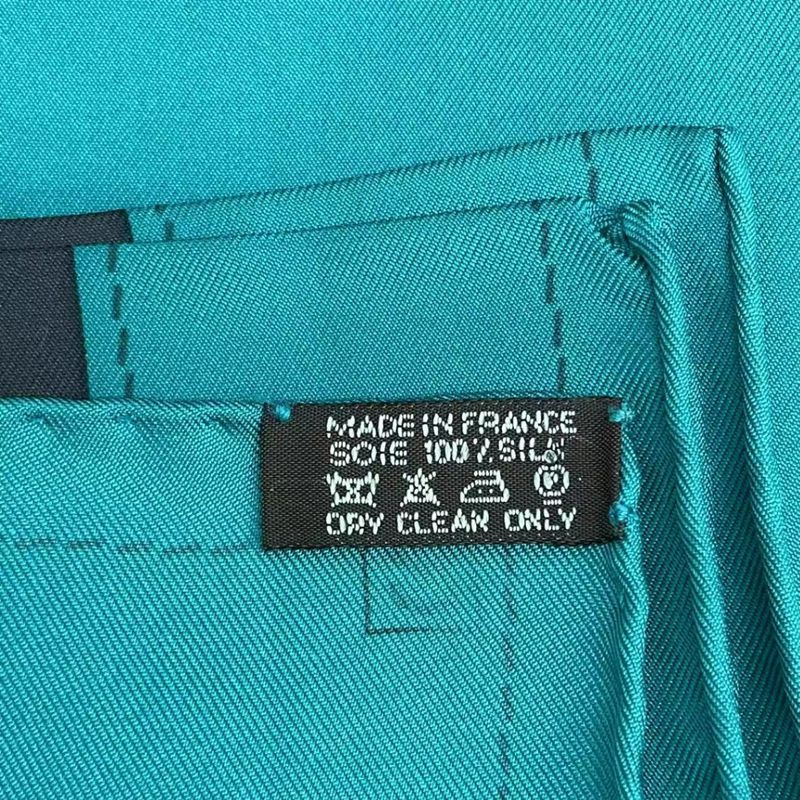 MADE IN FRANCE
SOIE 100% SILK
DRY CLEAN ONLY